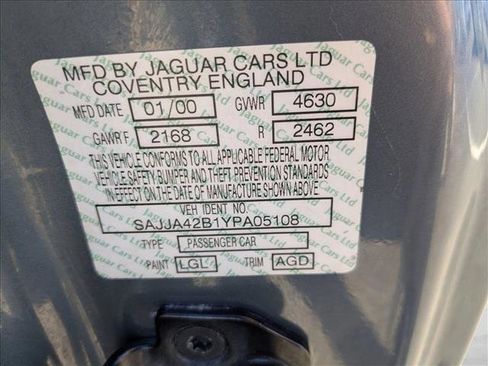 MFD BY JAGUAR CARS LTD
COVENTRY ENGLAND
MFD DATE 01/00 GVWR 4630
GAWR F 2168 R 2462
THIS VEHICLE CONFORMS TO ALL APPLICABLE FEDERAL MOTOR
VEHICLE SAFETY BUMPER AND THEFT PREVENTION STANDARDS
IN EFFECT ON THE DATE OF MANUFACTURE SHOWN ABOVE
VEH IDENT NO.
SAJJA42B1YPA05108
TYPE PASSENGER CAR
PAINT LGL TRIM AGD